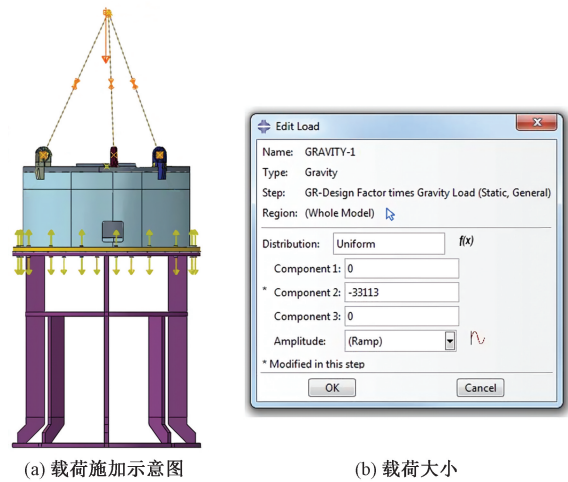 Edit Load
x
Name: GRAVITY-1
Type: Gravity
Step: GR-Design Factor times Gravity Load (Static, General)
Region: (Whole Model)
Distribution: Uniform f(x)
Component 1: 0
* Component 2: -33113
Component 3: 0
Amplitude: (Ramp)
* Modified in this step
OK Cancel
(a) 载荷施加示意图 (b) 载荷大小